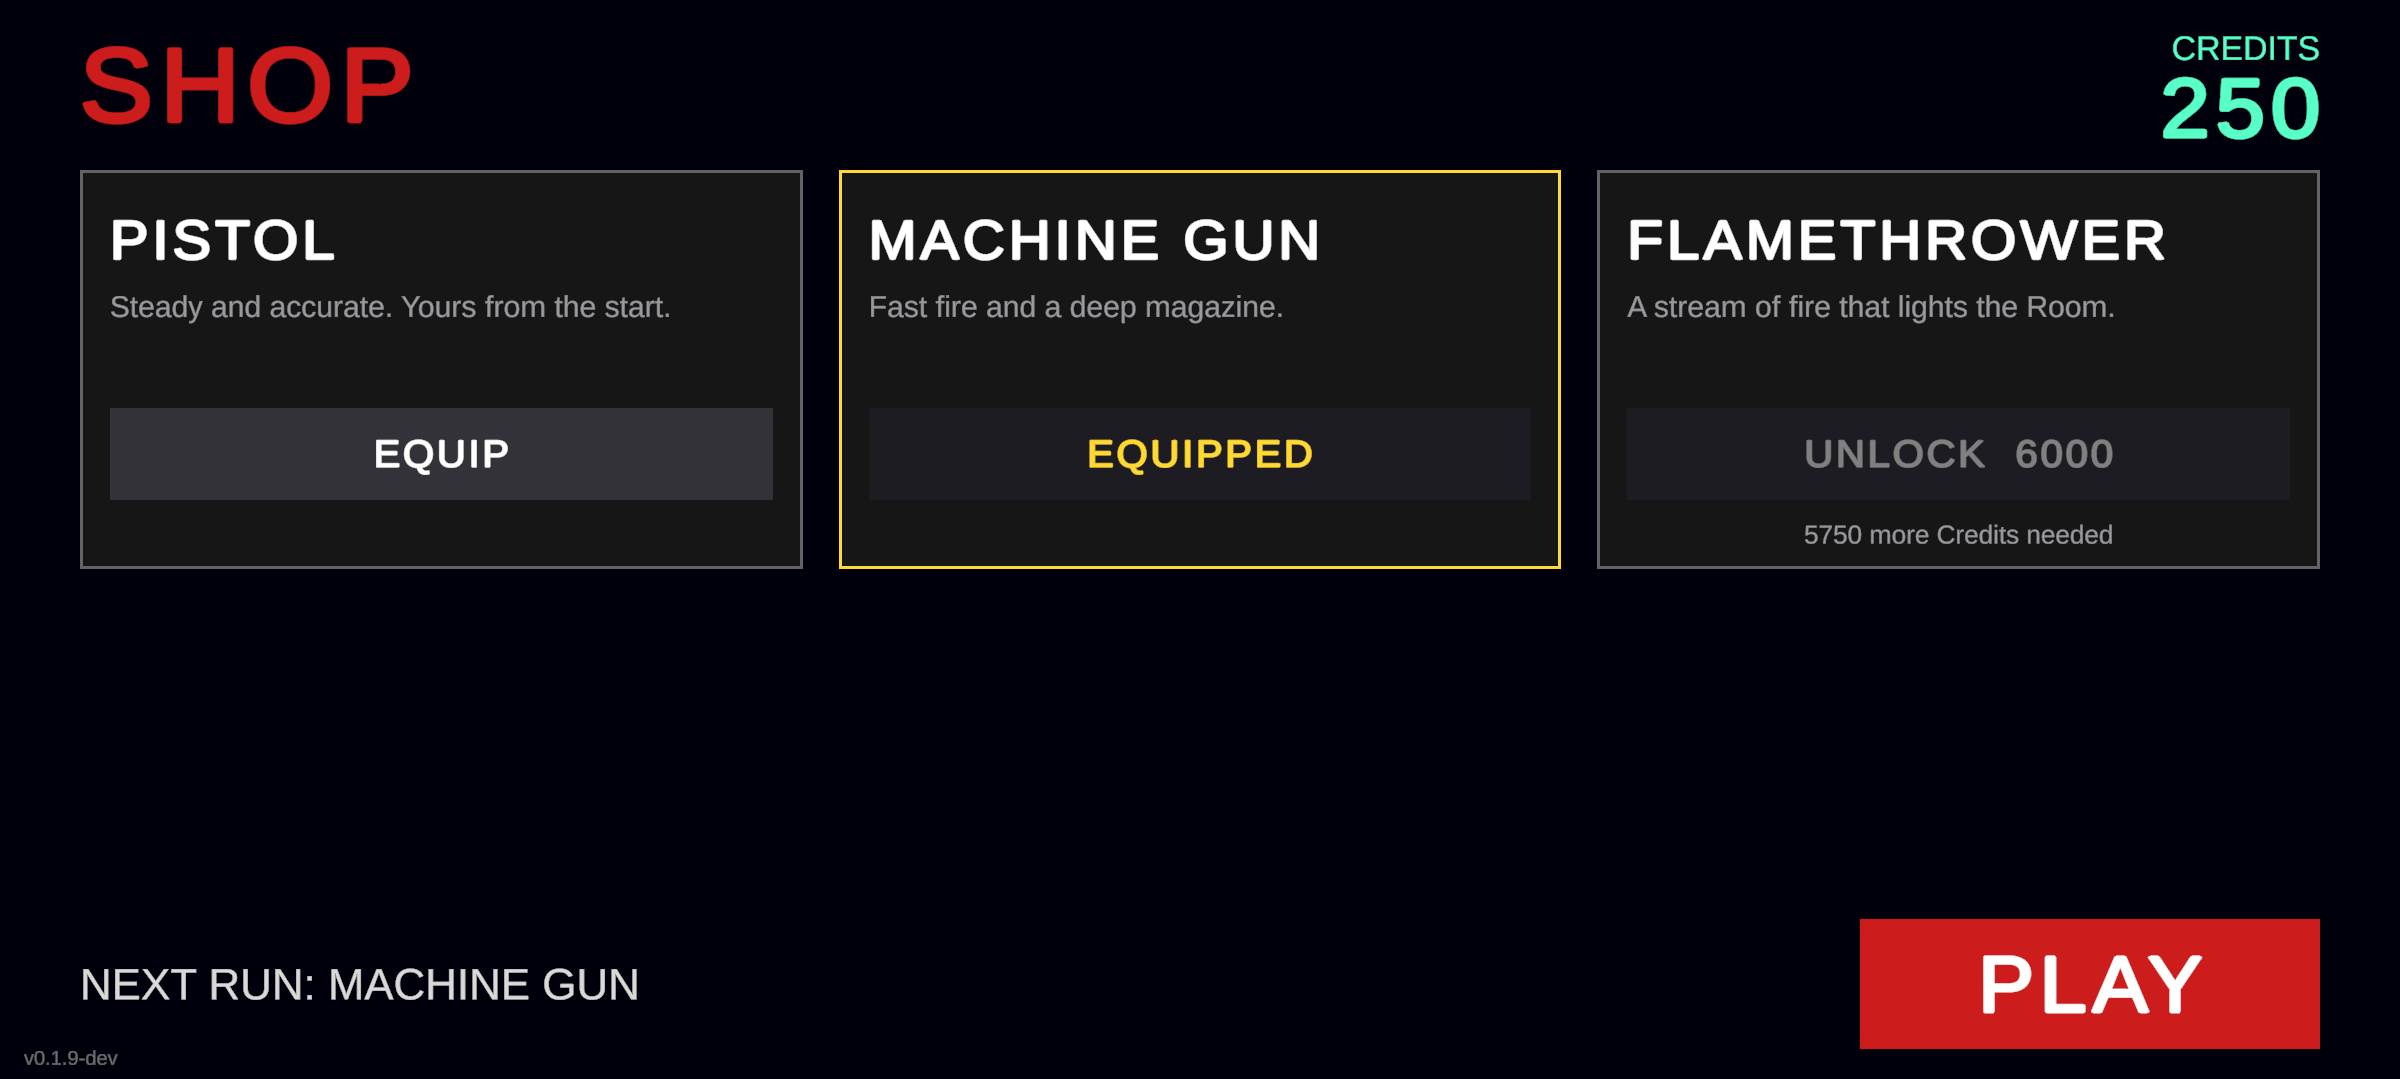 SHOP
CREDITS
250
PISTOL
Steady and accurate. Yours from the start.
EQUIP
MACHINE GUN
Fast fire and a deep magazine.
EQUIPPED
FLAMETHROWER
A stream of fire that lights the Room.
UNLOCK 6000
5750 more Credits needed
NEXT RUN: MACHINE GUN
PLAY
v0.1.9-dev